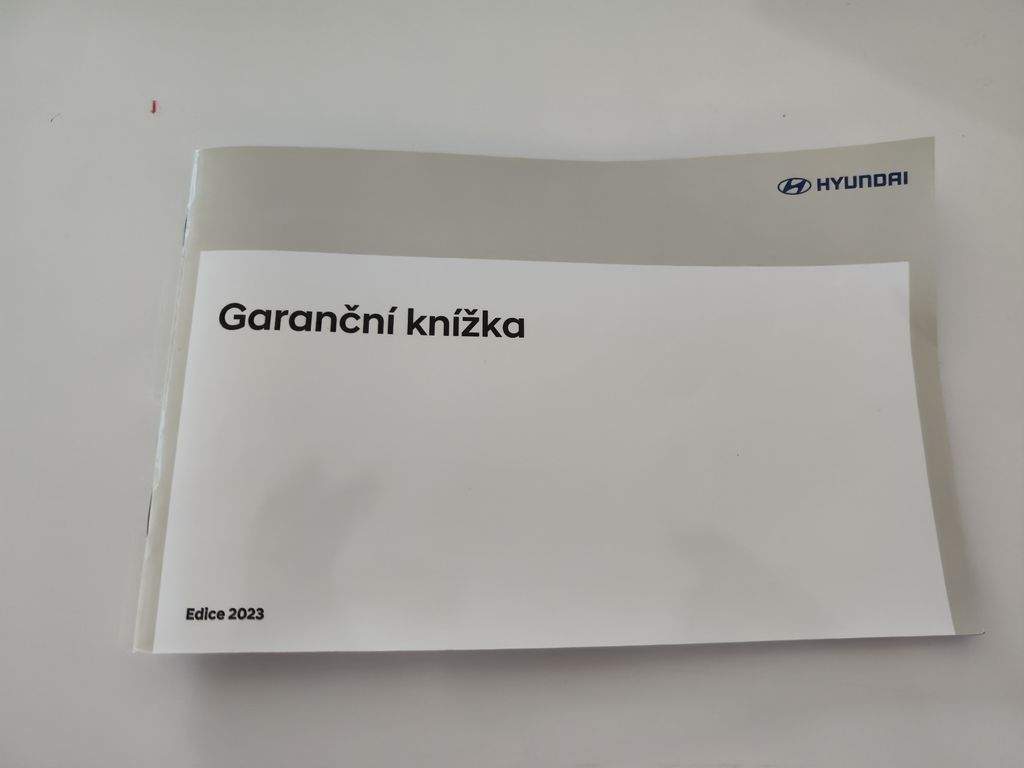 HYUNDAI
Garanční knížka
Edice 2023